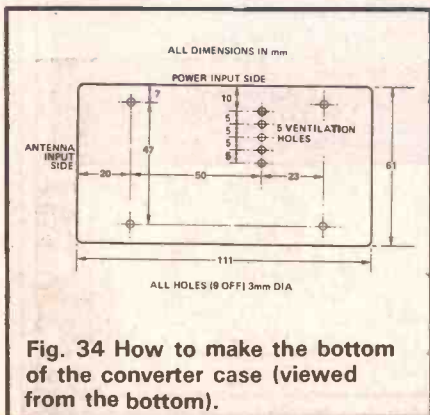 ALL DIMENSIONS IN mm
POWER INPUT SIDE
7
10
5
5
5
5
5 VENTILATION
HOLES
ANTENNA
INPUT
SIDE
47
61
20
50
23
111
ALL HOLES (9 OFF) 3mm DIA
Fig. 34 How to make the bottom
of the converter case (viewed
from the bottom).